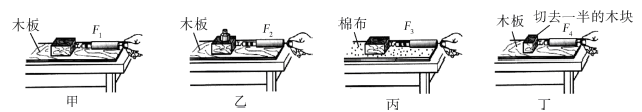 木板 F₁
木板 F₂
棉布 F₃
切去一半的木块
木板 F₄
甲 乙 丙 丁